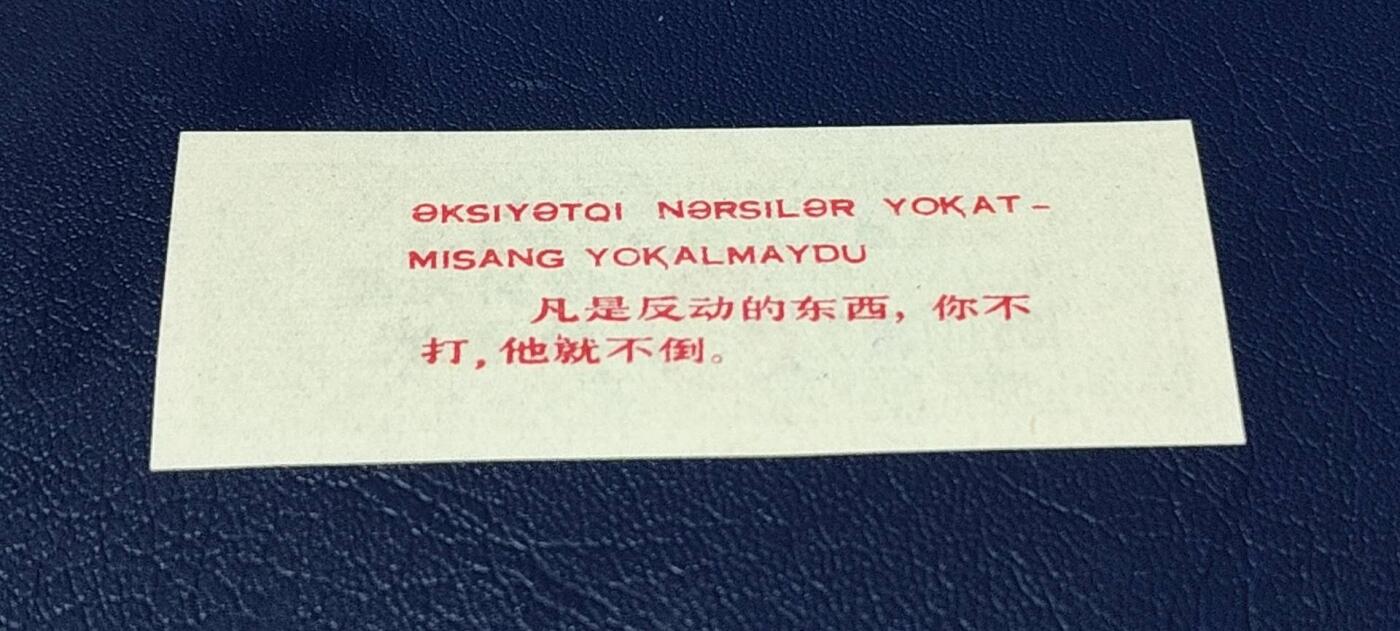 ƏKSIYƏTQI NƏRSILƏR YOⱩAT-
MISANG YOⱩALMAYDU
凡是反动的东西，你不
打，他就不倒。